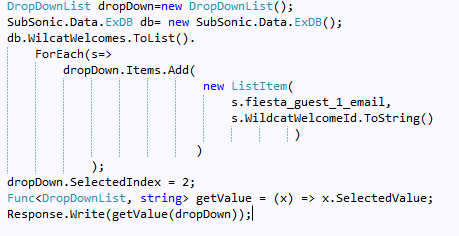 DropDownList dropDown=new DropDownList();
SubSonic.Data.ExDB db= new SubSonic.Data.ExDB();
db.WilcatWelcomes.ToList().
ForEach(s=>
dropDown.Items.Add(
new ListItem(
s.fiesta_guest_1_email,
s.WildcatWelcomeId.ToString()
)
)
);
dropDown.SelectedIndex = 2;
Func<DropDownList, string> getValue = (x) => x.SelectedValue;
Response.Write(getValue(dropDown));